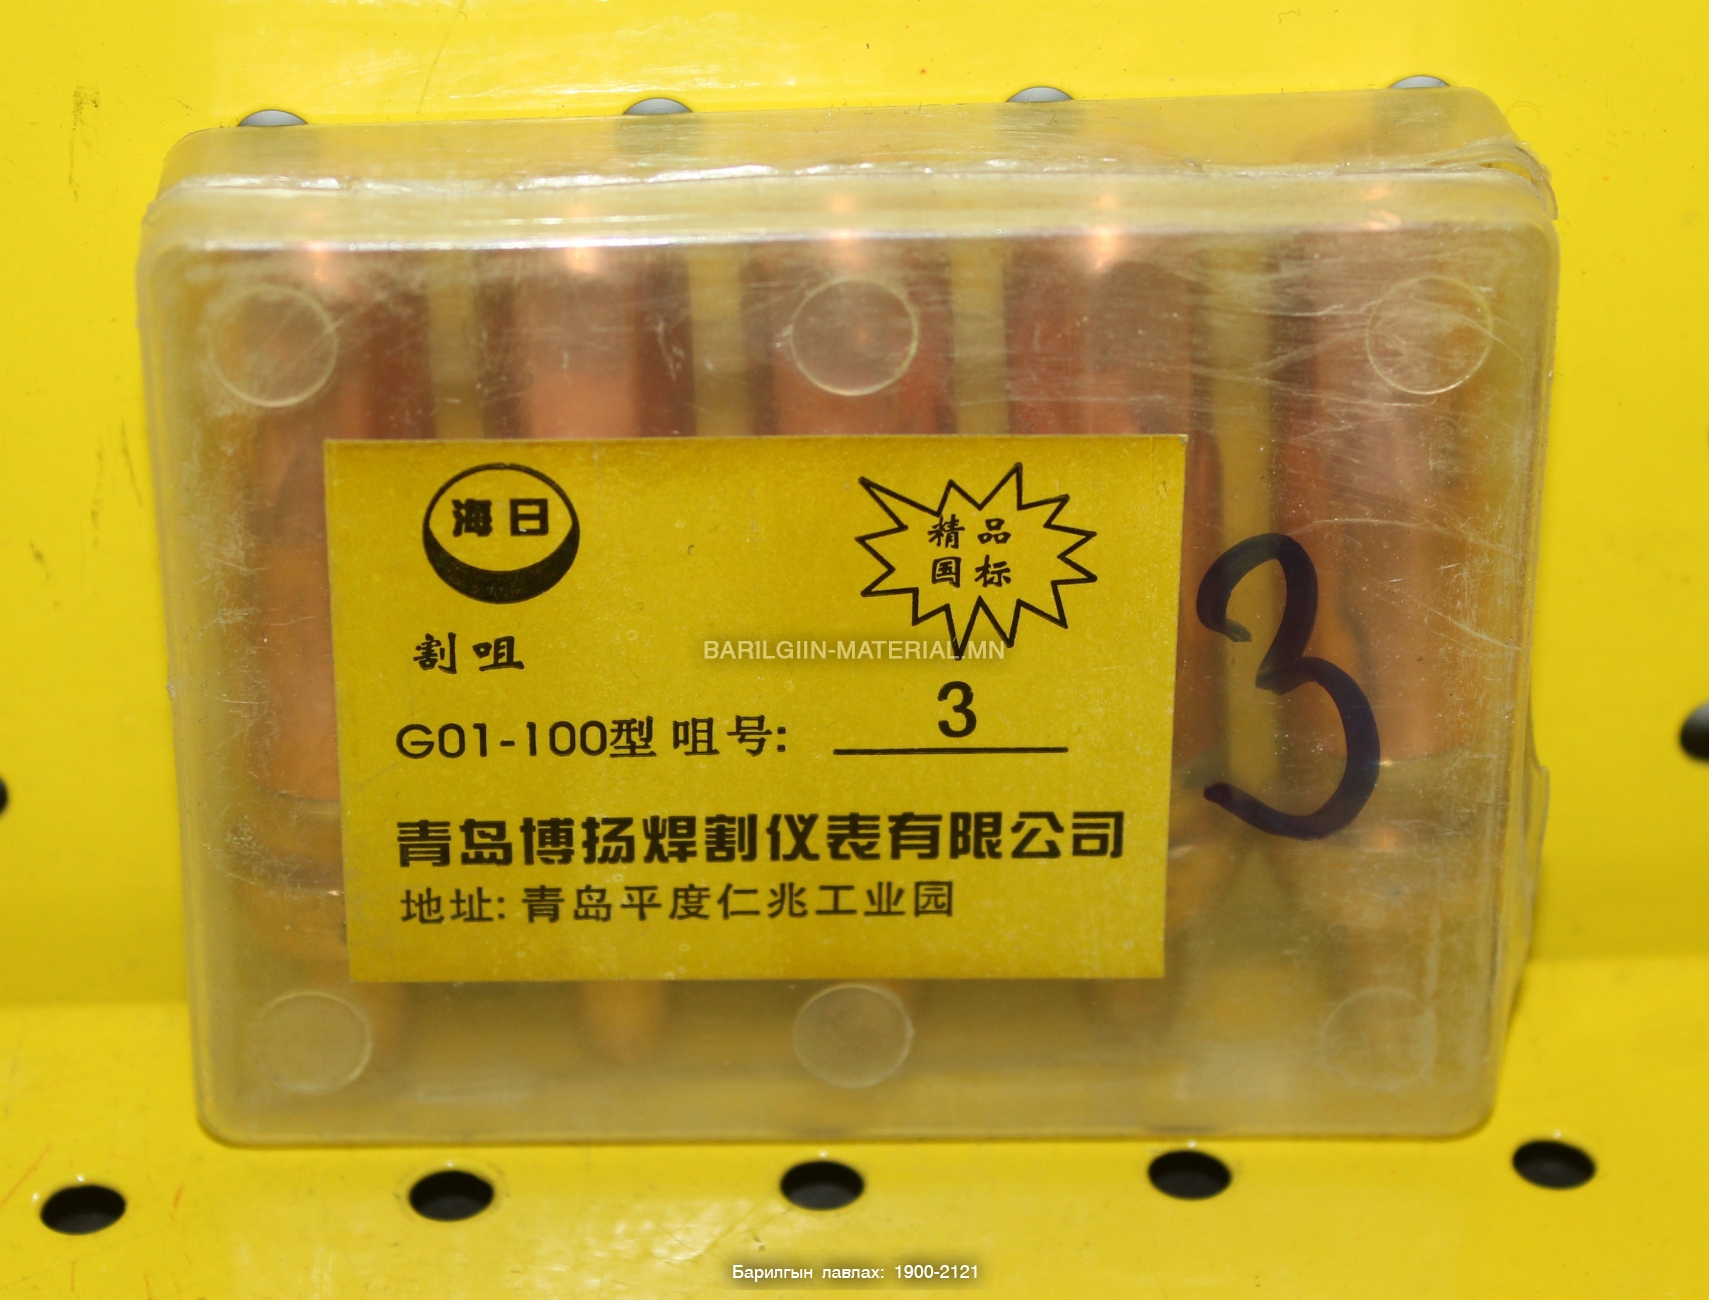 海日
精品
国标
割咀
BARILGIIN-MATERIAL.MN
G01-100型 咀号: 3
3
青岛博扬焊割仪表有限公司
地址: 青岛平度仁兆工业园
Барилгын лавлах: 1900-2121